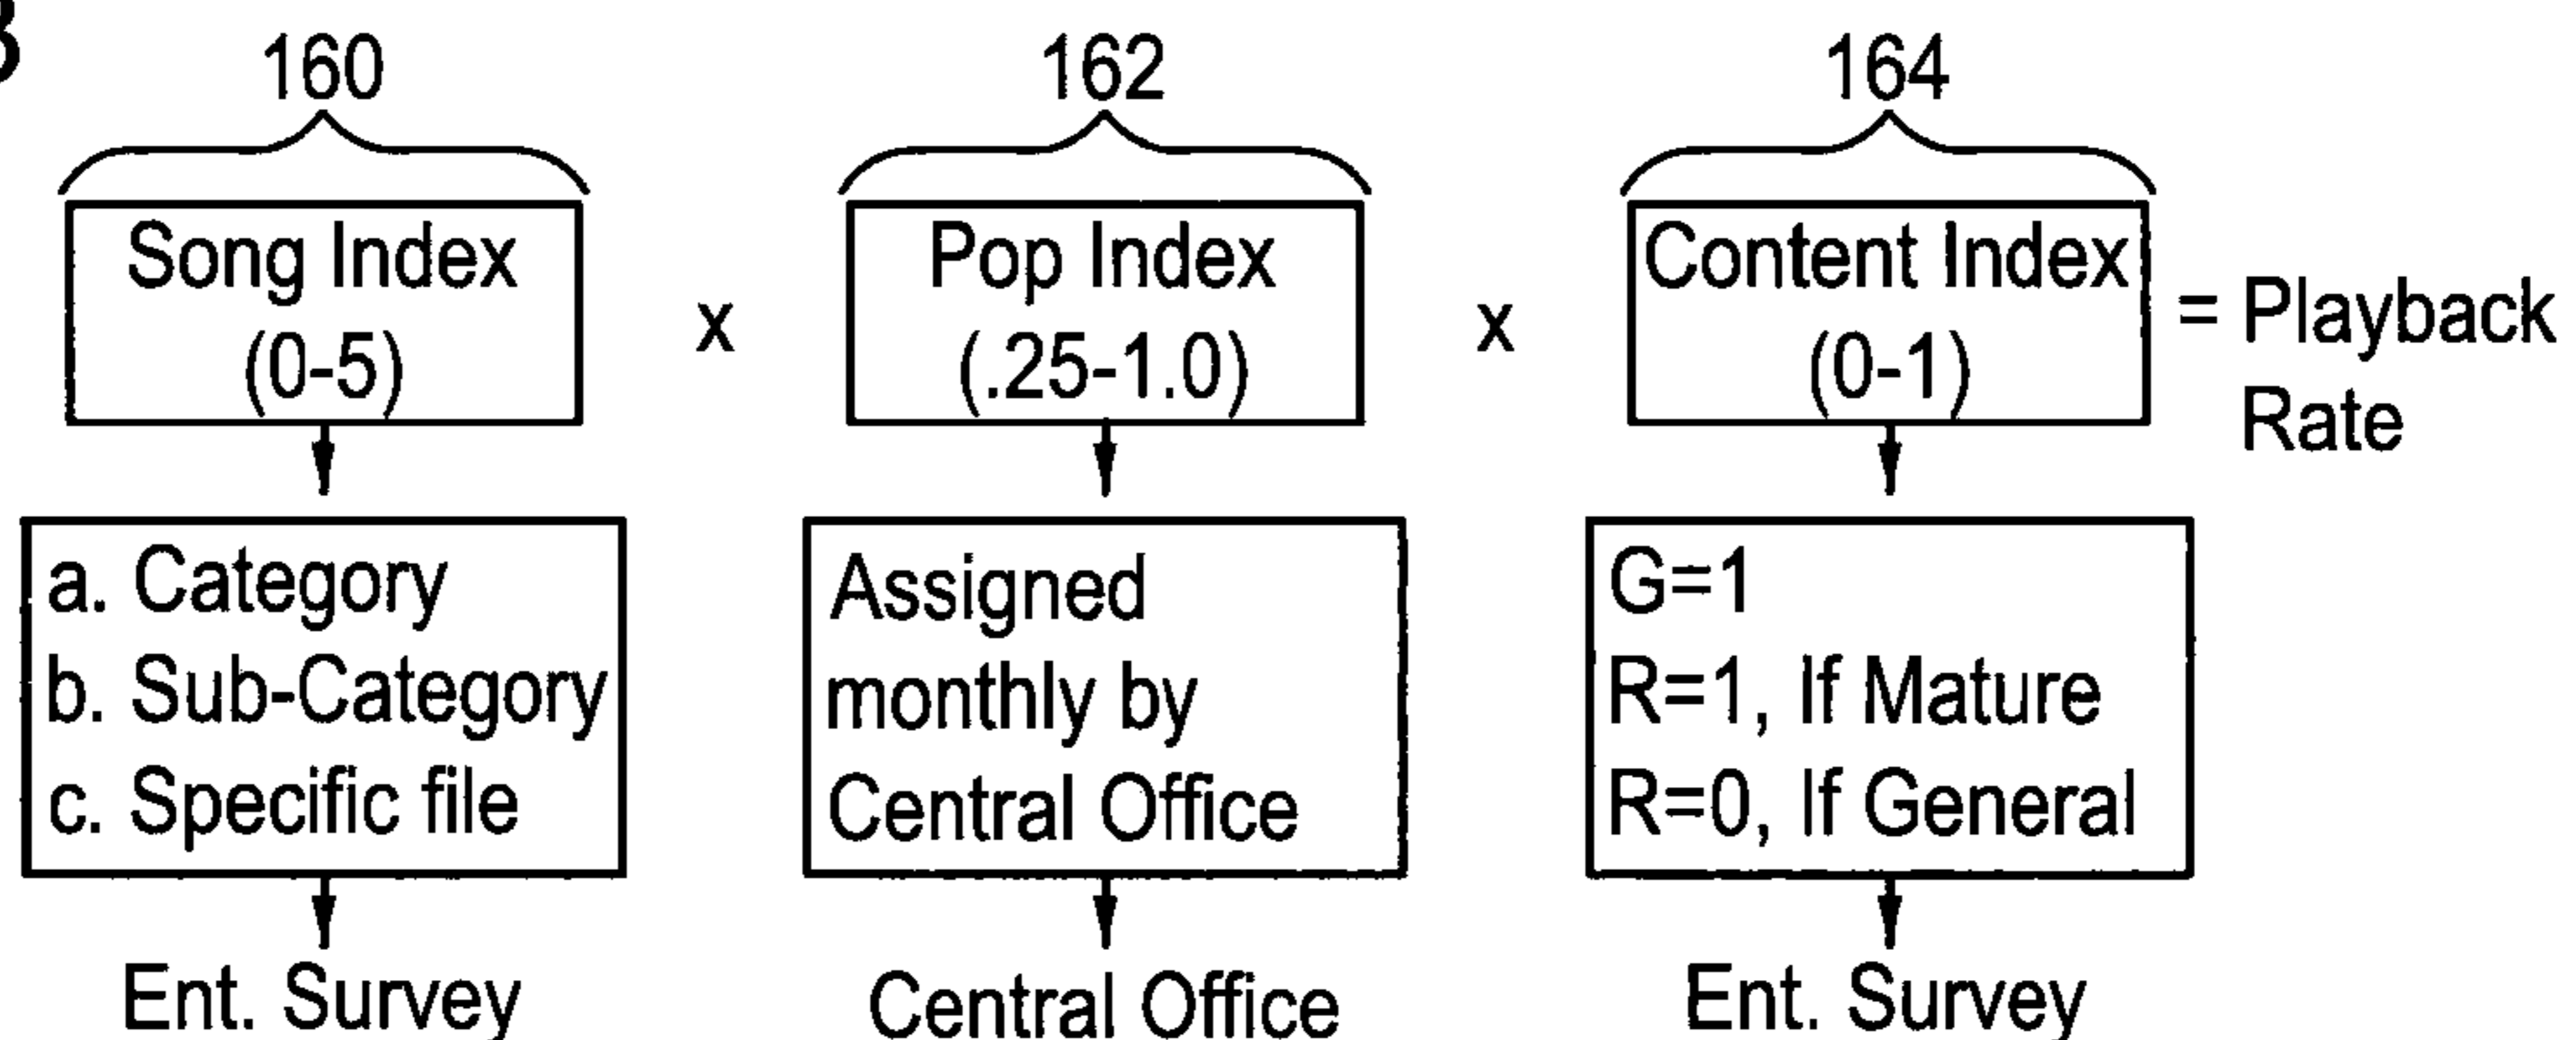 160
162
164
Song Index
(0-5)
x
Pop Index
(.25-1.0)
x
Content Index
(0-1)
= Playback
Rate
a. Category
b. Sub-Category
c. Specific file
Assigned
monthly by
Central Office
G=1
R=1, If Mature
R=0, If General
Ent. Survey
Central Office
Ent. Survey